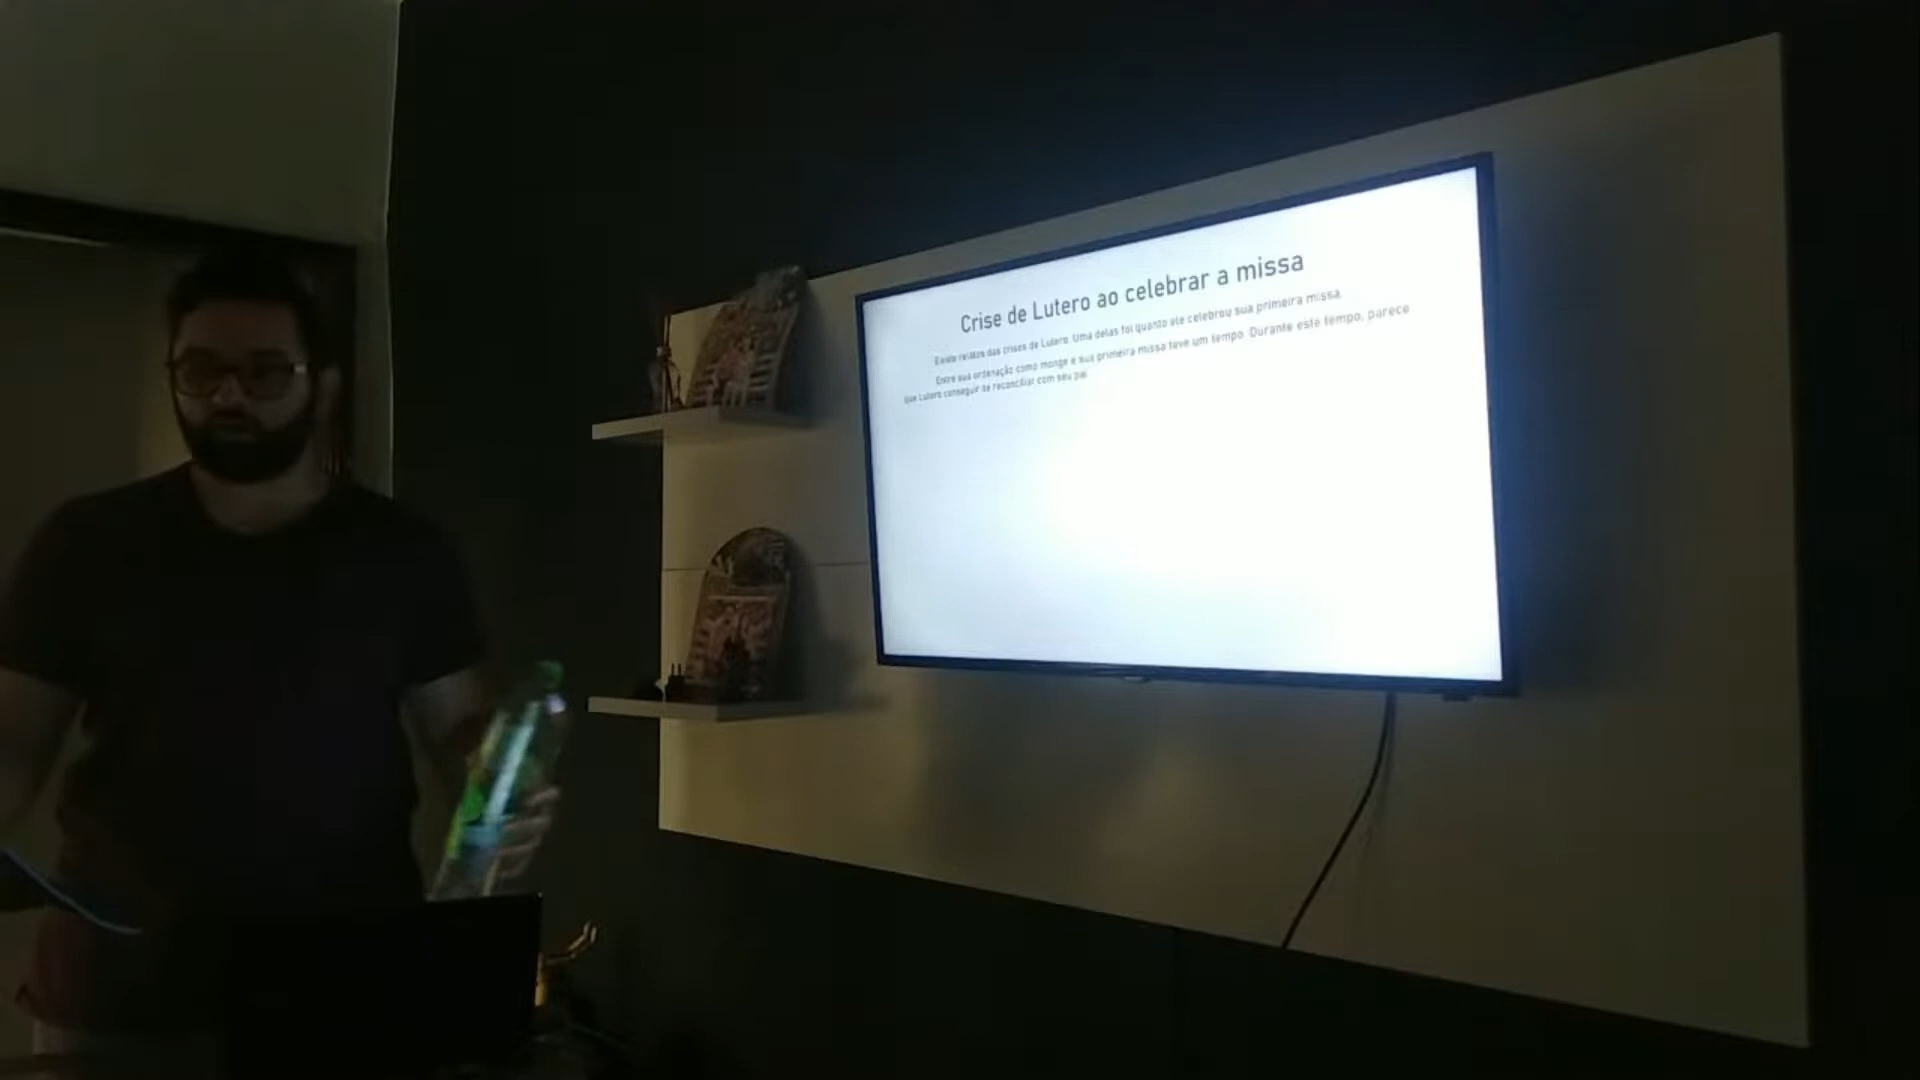 Crise de Lutero ao celebrar a missa
Existe relatos das crises de Lutero. Uma delas foi quanto ele celebrou sua primeira missa.
Entre sua ordenação como monge e sua primeira missa teve um tempo. Durante este tempo, parece
que Lutero conseguir se reconciliar com seu pai.